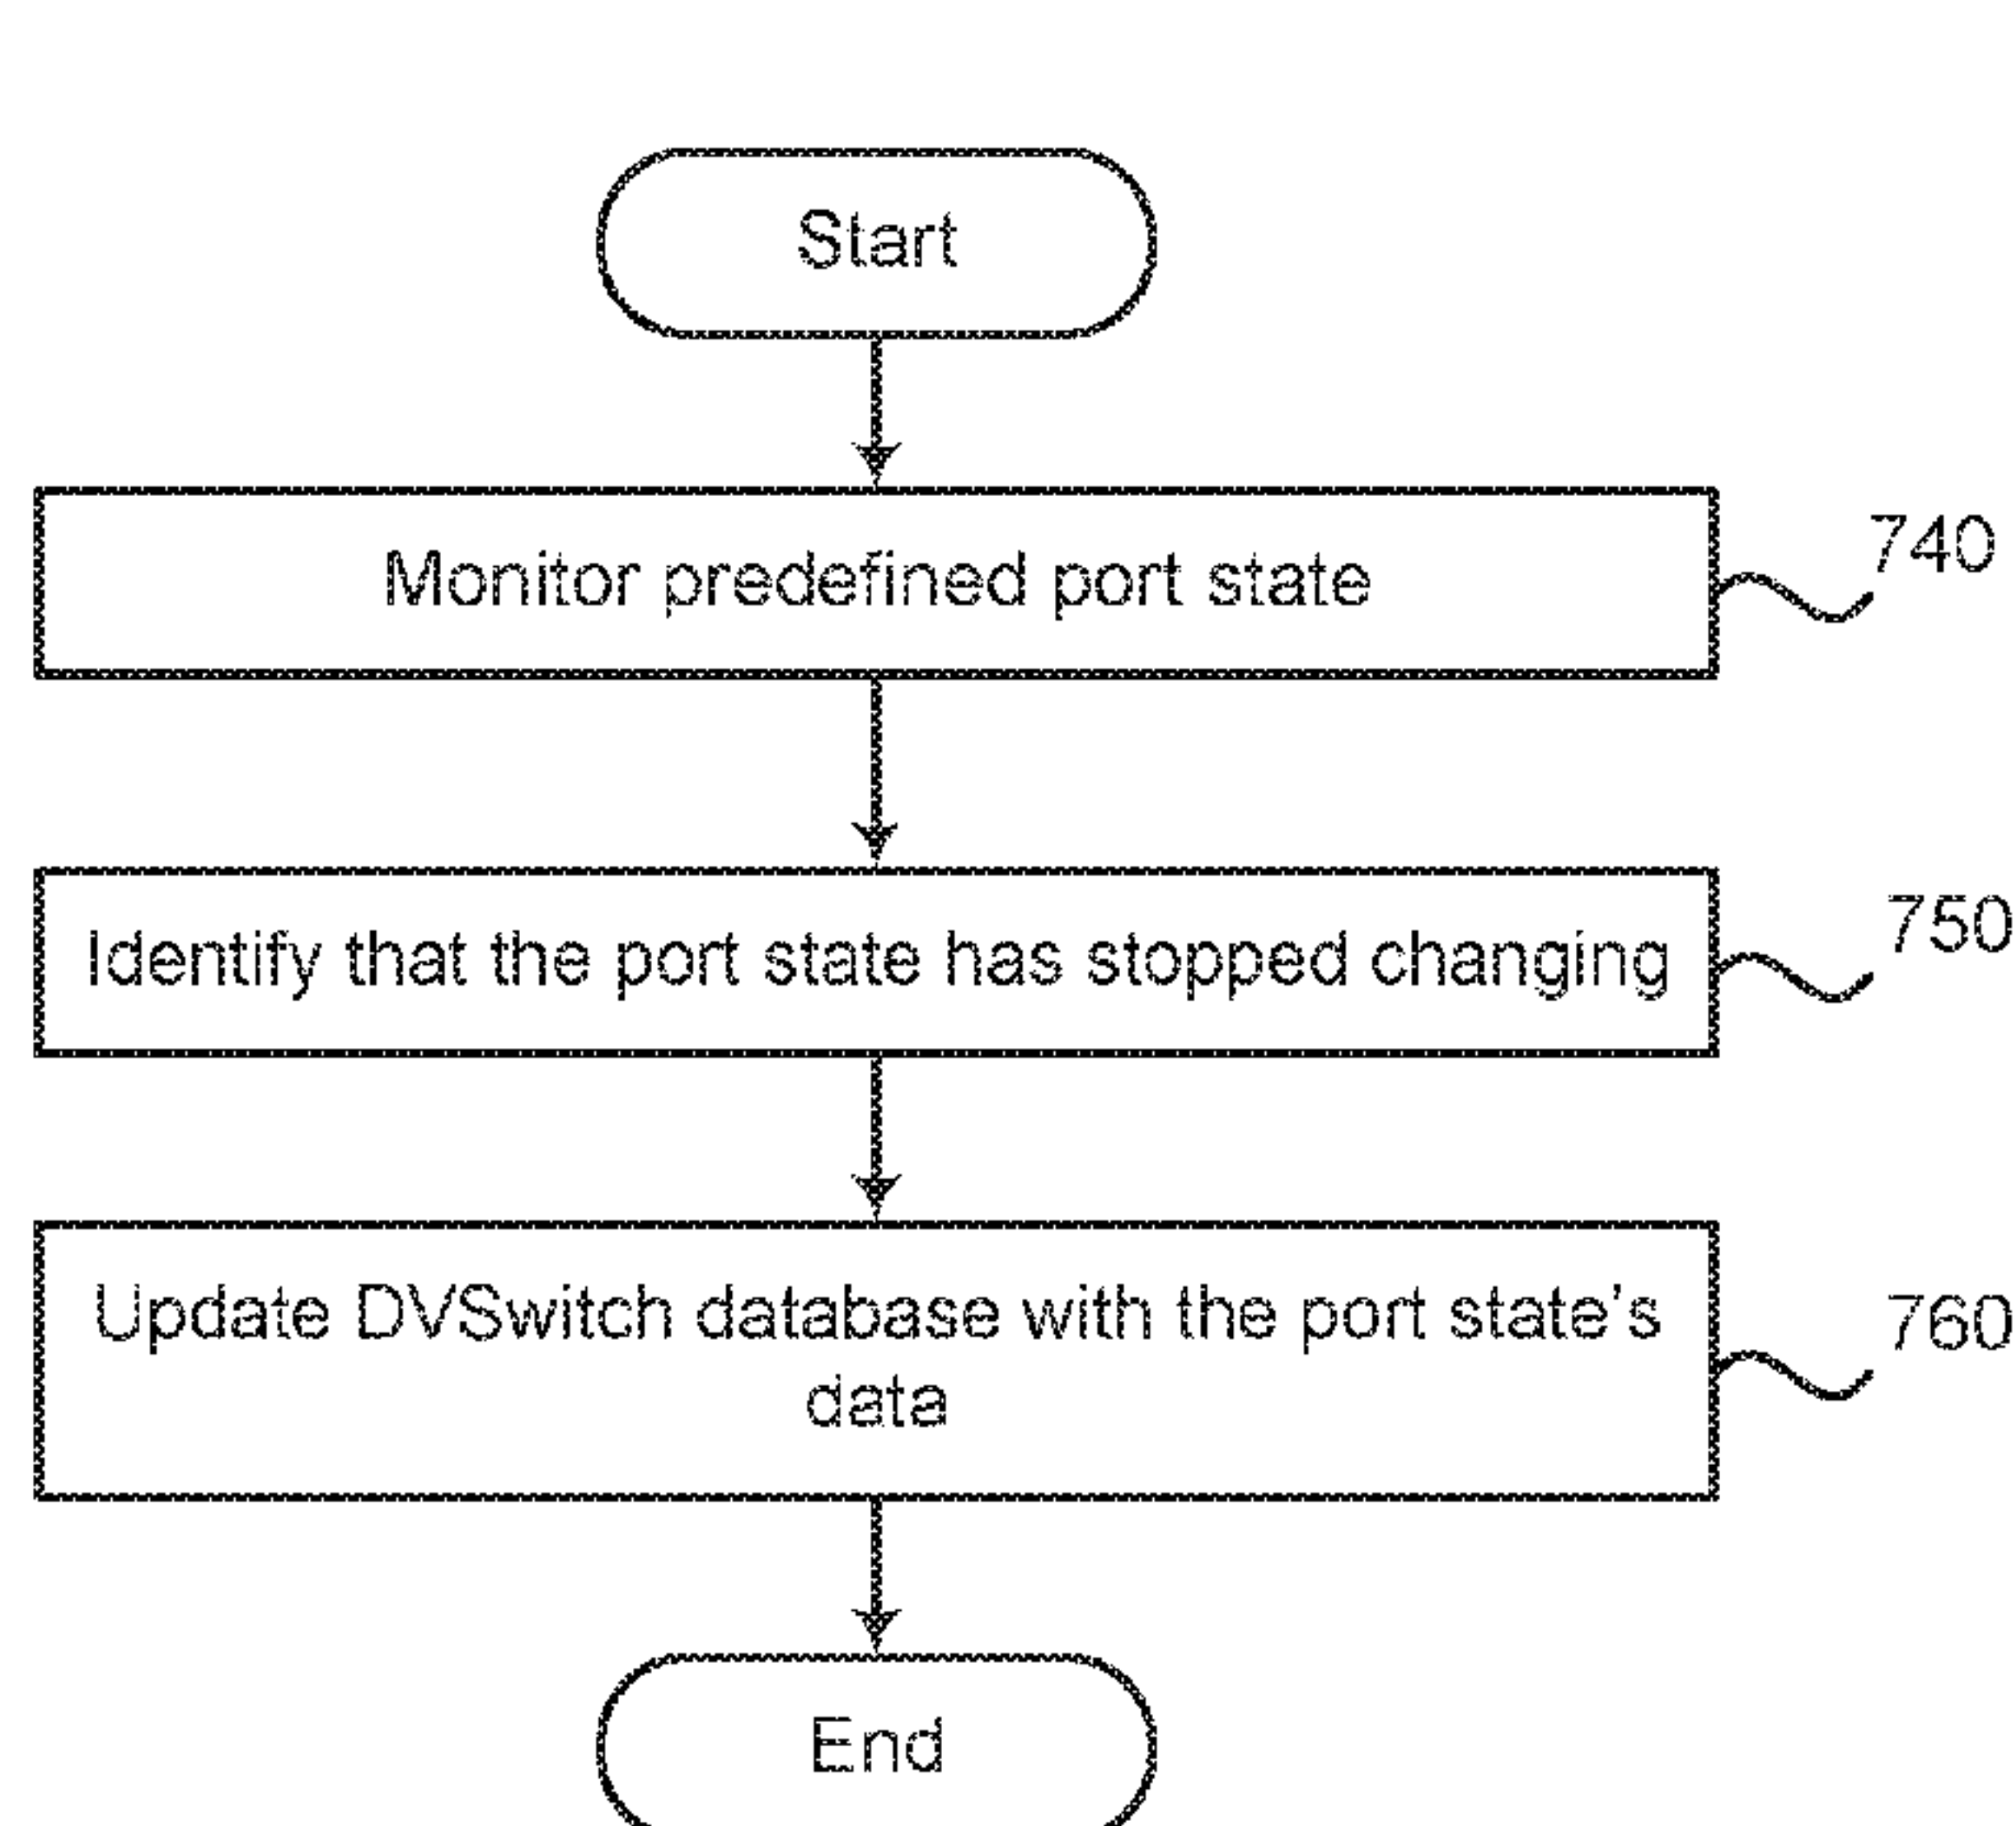 Start
Monitor predefined port state
740
Identify that the port state has stopped changing
750
Update DVSwitch database with the port state's
data
760
End